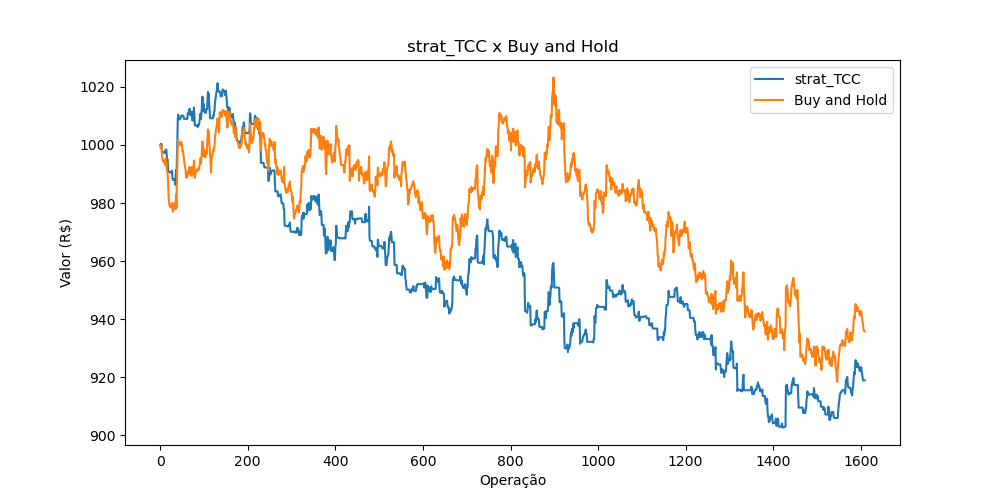 strat_TCC x Buy and Hold
strat_TCC
Buy and Hold
Valor (R$)
1020
1000
980
960
940
920
900
0 200 400 600 800 1000 1200 1400 1600
Operação